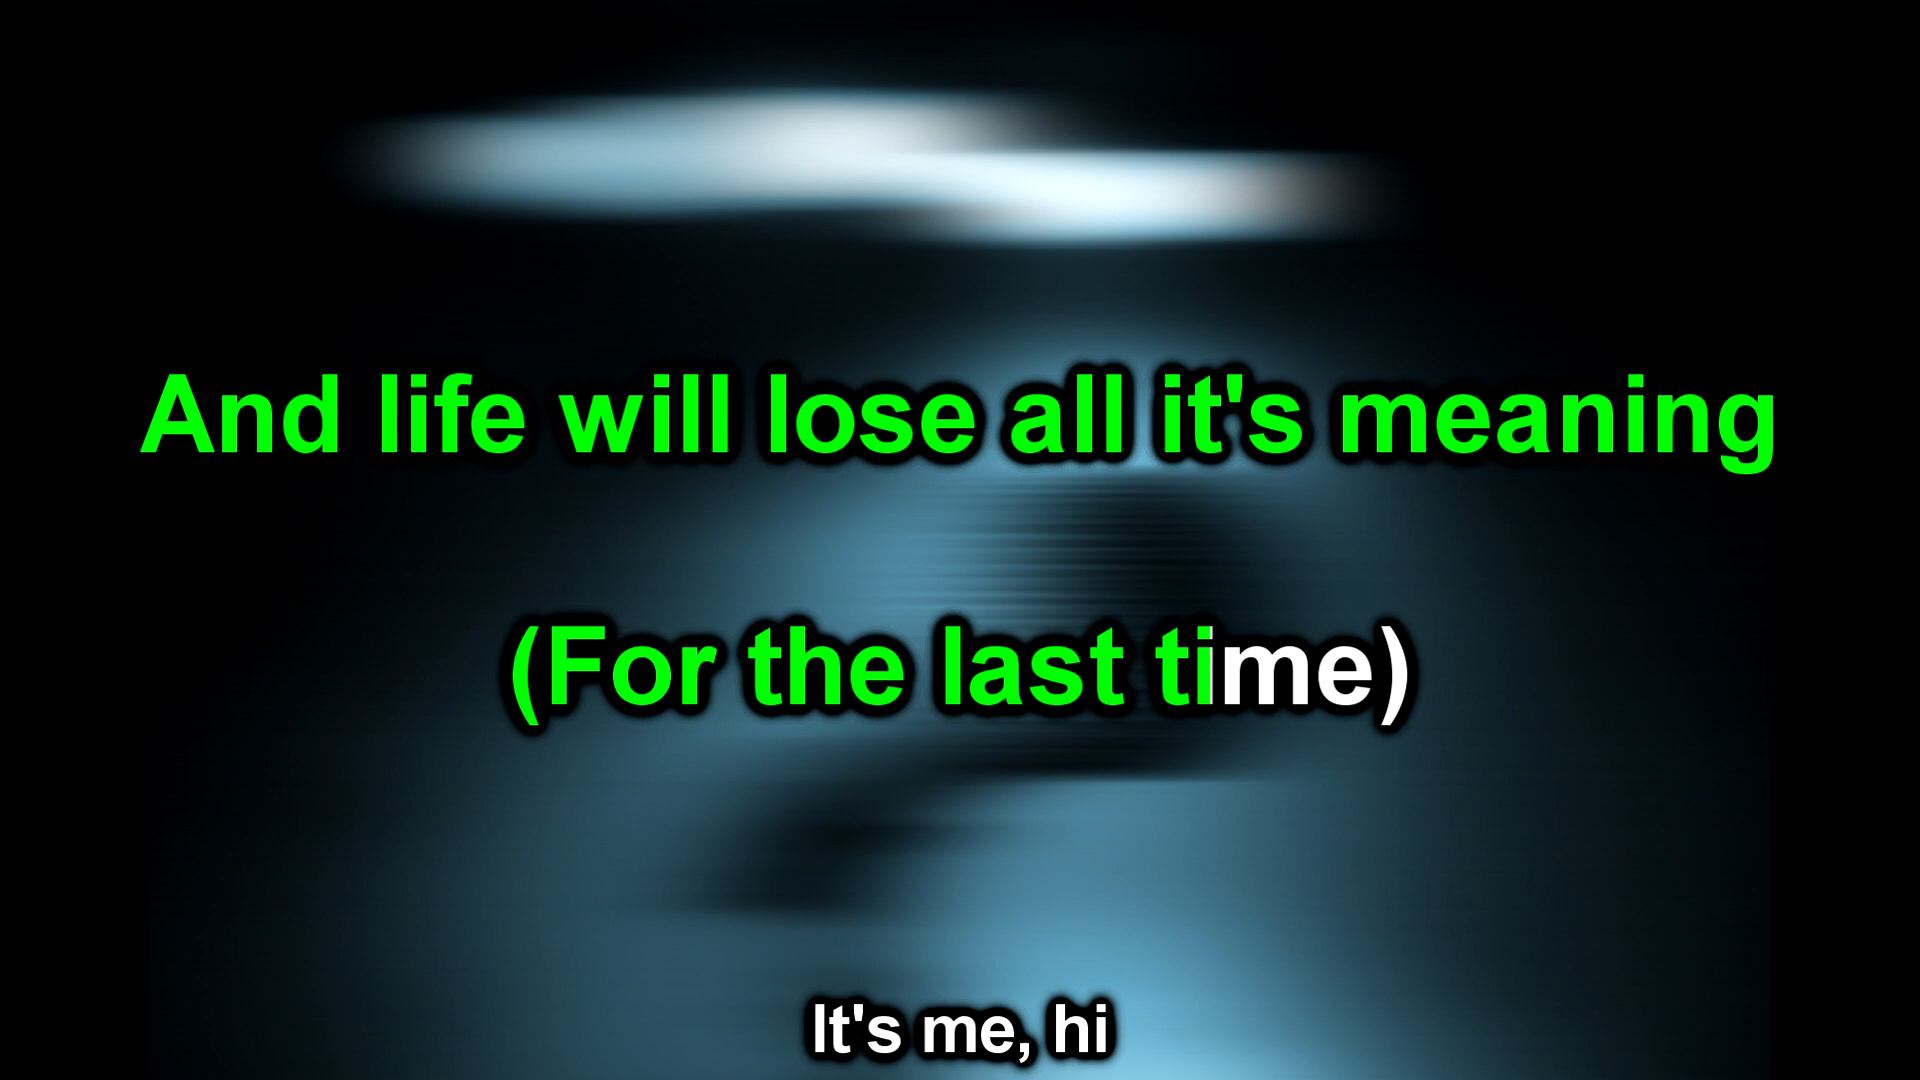 And life will lose all it's meaning
(For the last time)
It's me, hi